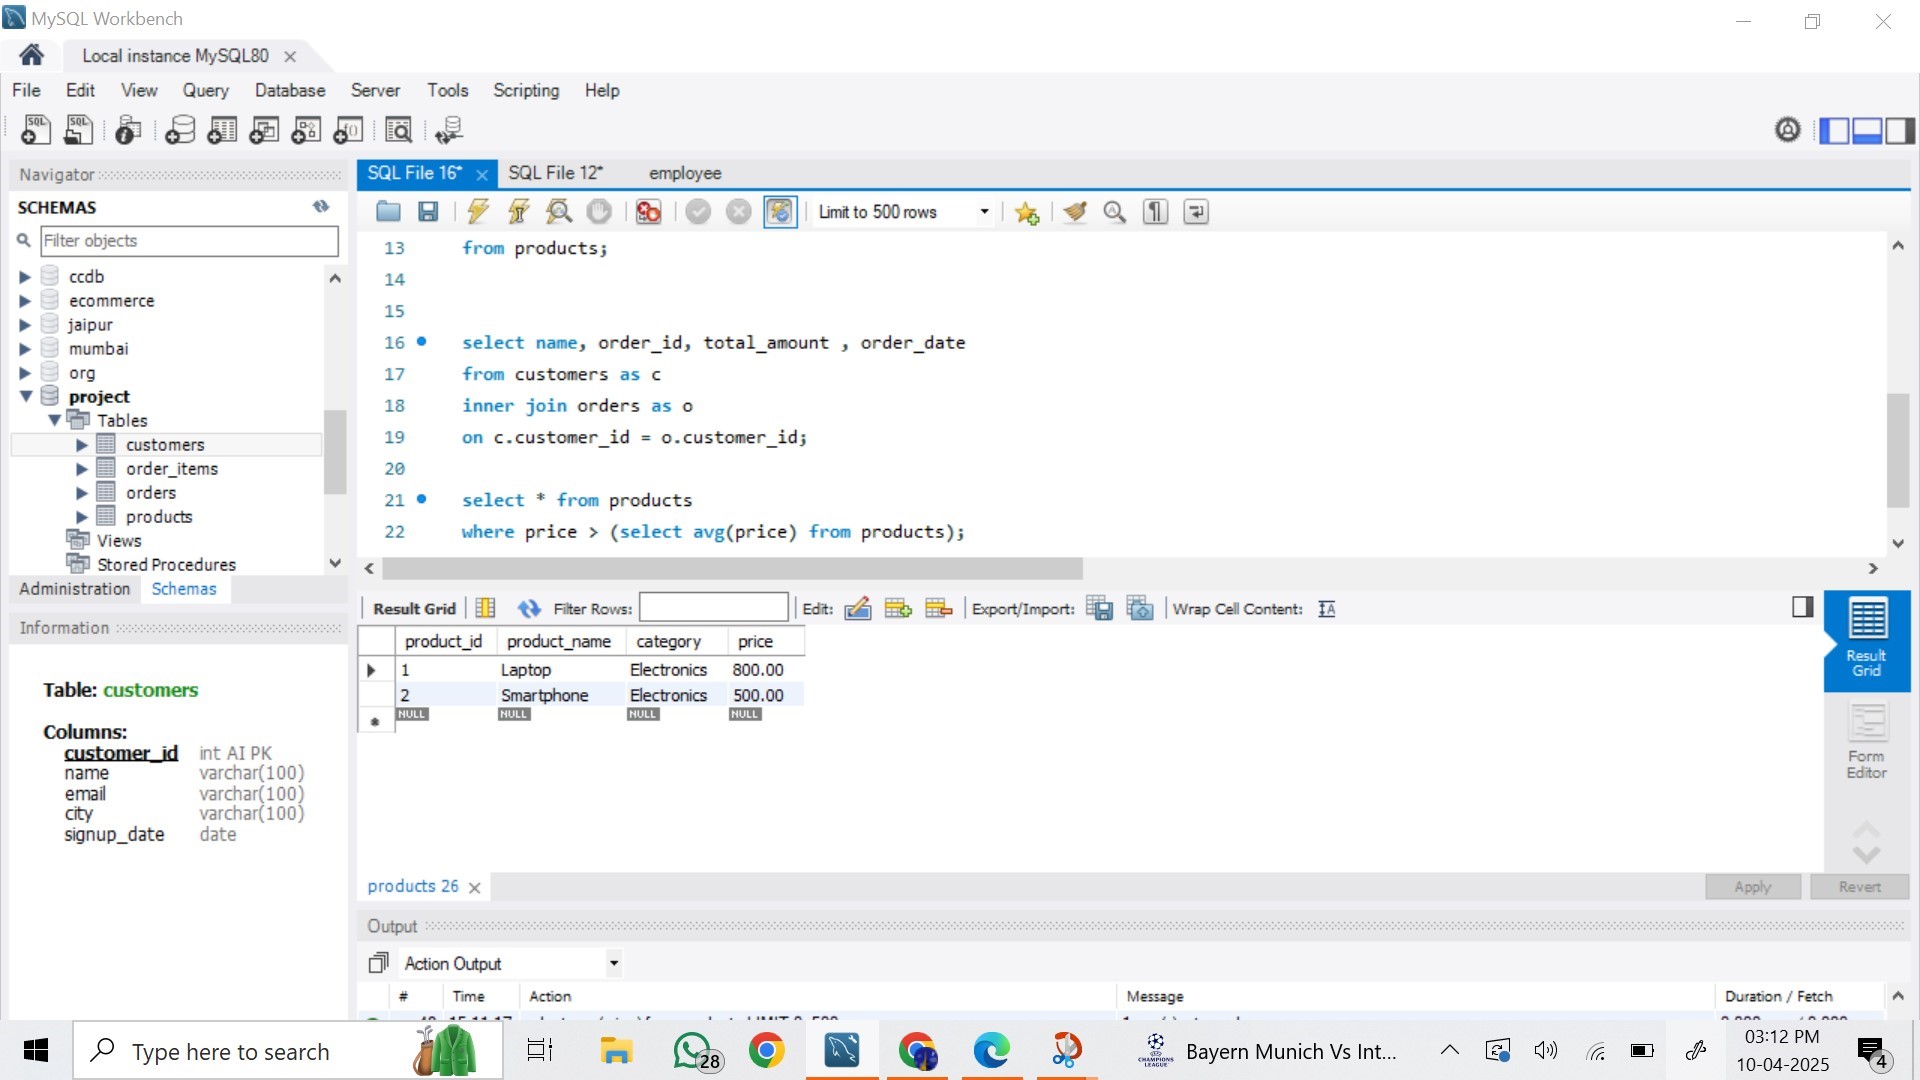 MySQL Workbench
Local instance MySQL80
File Edit View Query Database Server Tools Scripting Help
Navigator
SCHEMAS
Filter objects
ccdb
ecommerce
jaipur
mumbai
org
project
Tables
customers
order_items
orders
products
Views
Stored Procedures
Administration Schemas
Information
Table: customers
Columns:
customer_id int AI PK
name varchar(100)
email varchar(100)
city varchar(100)
signup_date date
SQL File 16* SQL File 12* employee
Limit to 500 rows
13 from products;
14
15
16 select name, order_id, total_amount , order_date
17 from customers as c
18 inner join orders as o
19 on c.customer_id = o.customer_id;
20
21 select * from products
22 where price > (select avg(price) from products);
Result Grid Filter Rows: Edit: Export/Import: Wrap Cell Content:
product_id product_name category price
1 Laptop Electronics 800.00
2 Smartphone Electronics 500.00
NULL NULL NULL NULL
Result Grid
Form Editor
products 26
Apply Revert
Output
Action Output
# Time Action Message Duration / Fetch
Type here to search
28
Bayern Munich Vs Int...
03:12 PM
10-04-2025
4